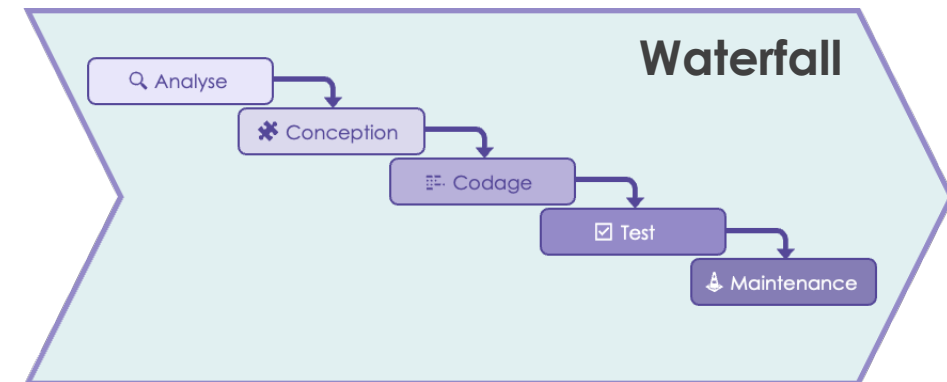 Waterfall
Analyse
Conception
Codage
Test
Maintenance